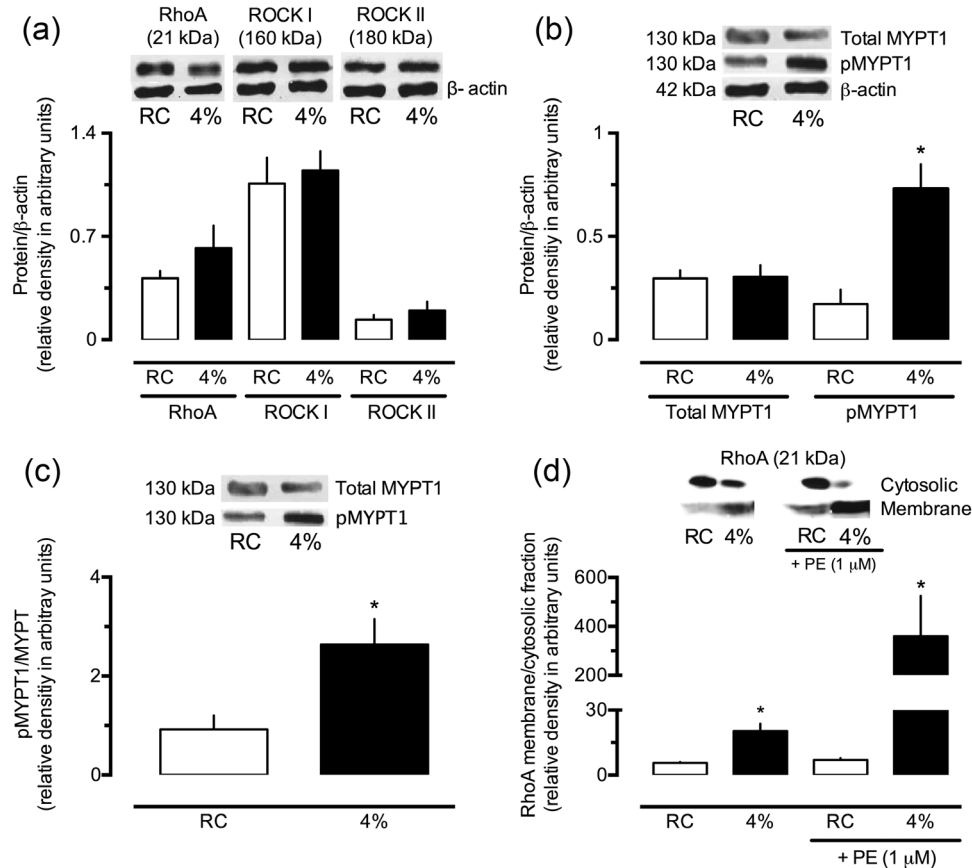 (a)
RhoA ROCK I ROCK II
(21 kDa) (160 kDa) (180 kDa)
β- actin
RC 4% RC 4% RC 4%
Protein/β-actin
(relative density in arbitrary units)
1.4
0.7
0
RC 4% RC 4% RC 4%
RhoA ROCK I ROCK II
(b)
130 kDa Total MYPT1
130 kDa pMYPT1
42 kDa β-actin
RC 4%
Protein/β-actin
(relative density in arbitrary units)
1
0.5
0
*
RC 4% RC 4%
Total MYPT1 pMYPT1
(c)
130 kDa Total MYPT1
130 kDa pMYPT1
RC 4%
pMYPT1/MYPT
(relative densitiy in arbitray units)
4
2
0
*
RC 4%
(d)
RhoA (21 kDa)
Cytosolic
Membrane
RC 4% RC 4%
+ PE (1 μM)
RhoA membrane/cytosolic fraction
(relative density in arbitrary units)
600
400
200
30
15
0
*
*
RC 4% RC 4%
+ PE (1 μM)